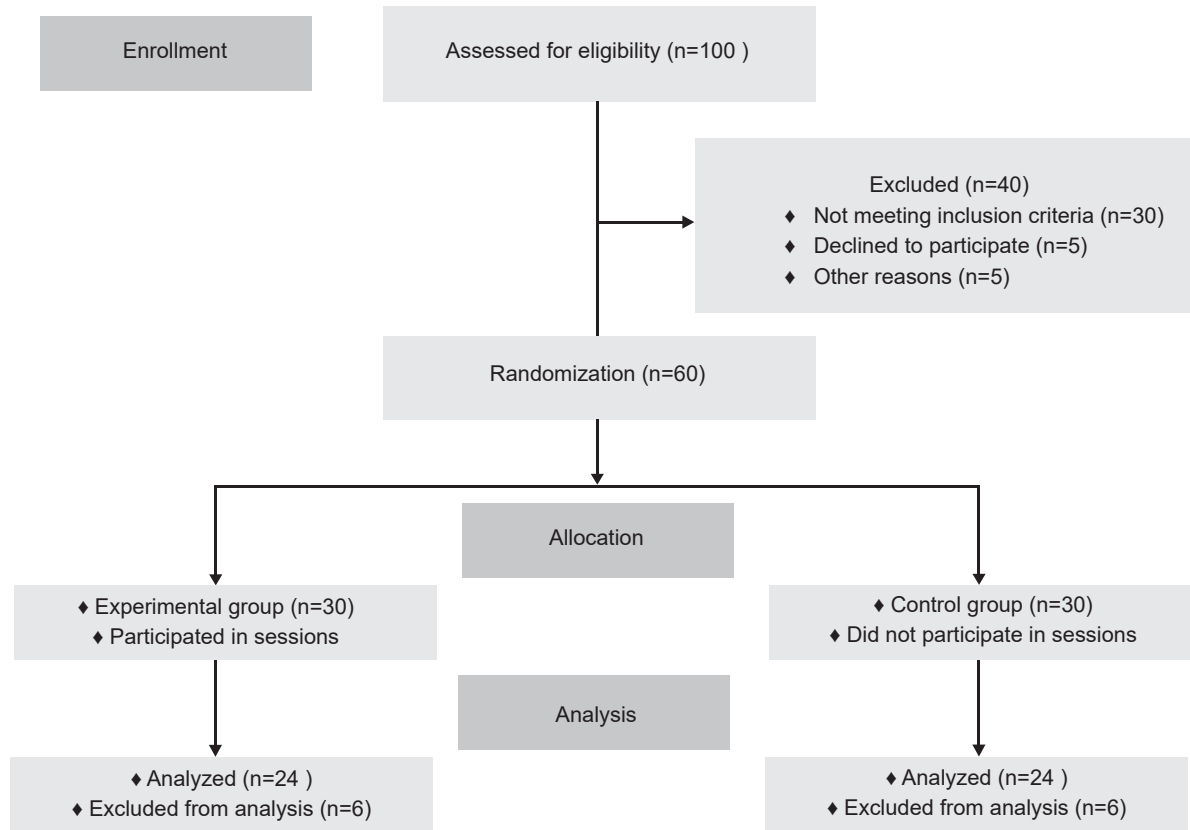 Enrollment
Assessed for eligibility (n=100 )
Excluded (n=40)
♦ Not meeting inclusion criteria (n=30)
♦ Declined to participate (n=5)
♦ Other reasons (n=5)
Randomization (n=60)
Allocation
♦ Experimental group (n=30)
♦ Participated in sessions
♦ Control group (n=30)
♦ Did not participate in sessions
Analysis
♦ Analyzed (n=24 )
♦ Excluded from analysis (n=6)
♦ Analyzed (n=24 )
♦ Excluded from analysis (n=6)